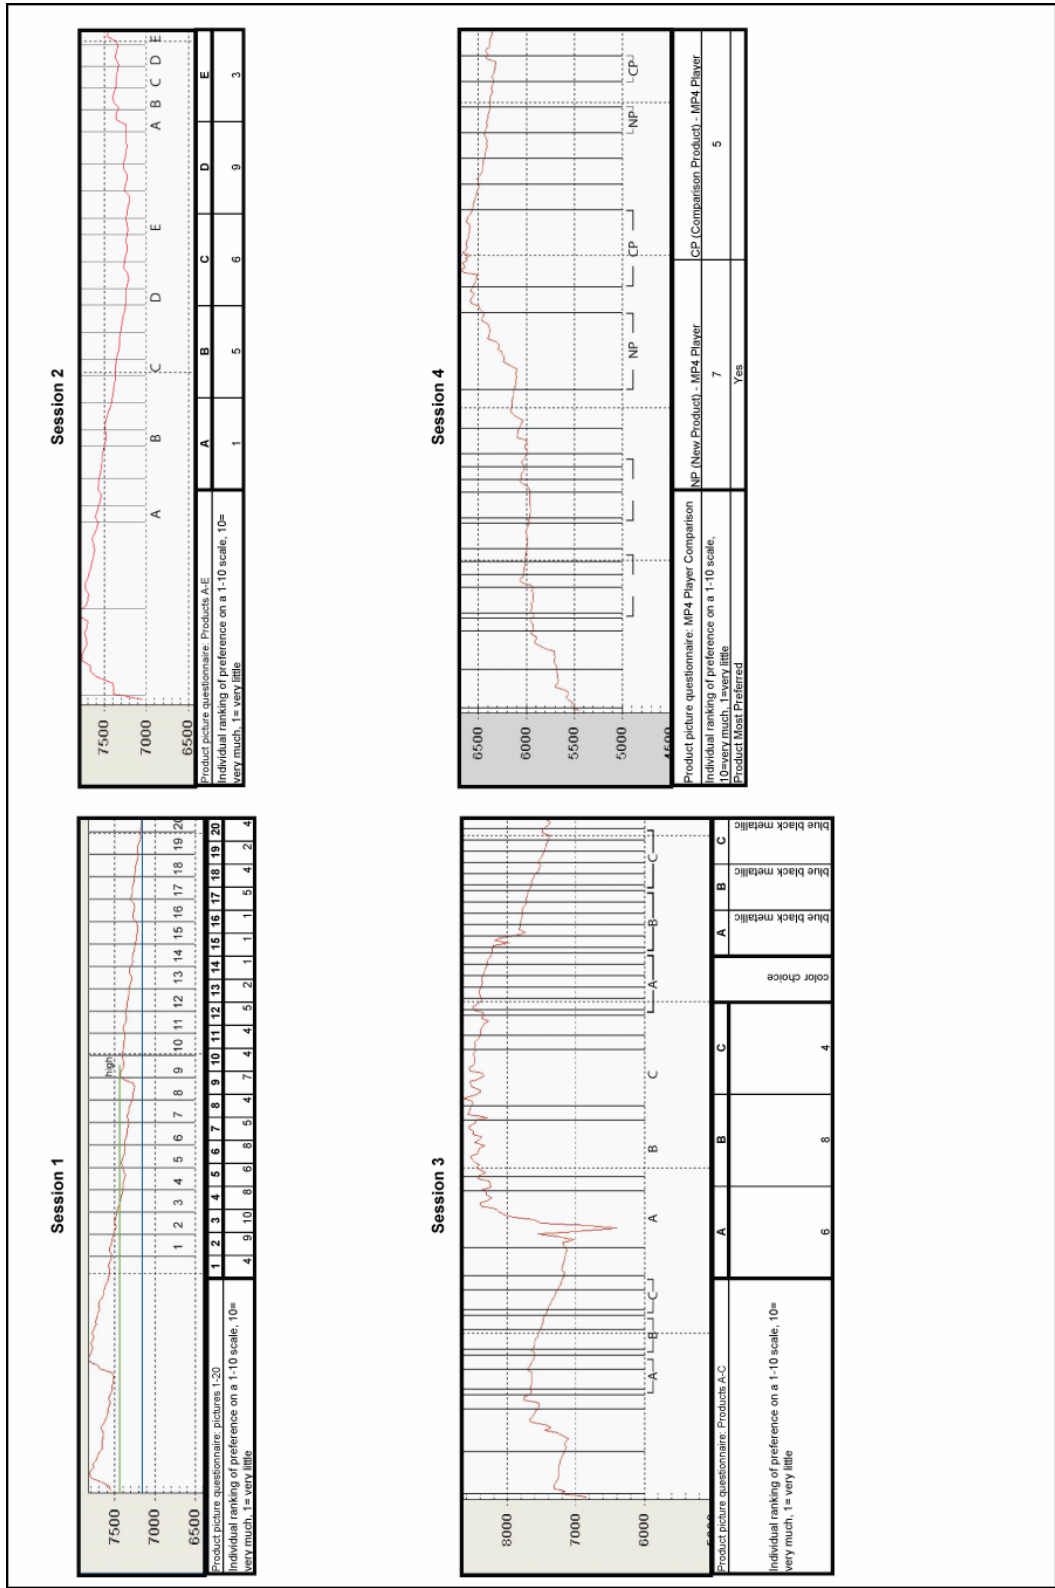 Session 1
7500
7000
6500
high
1 2 3 4 5 6 7 8 9 10 11 12 13 14 15 16 17 18 19 20
Product picture questionnaire: pictures 1-20
1 2 3 4 5 6 7 8 9 10 11 12 13 14 15 16 17 18 19 20
Individual ranking of preference on a 1-10 scale, 10=
very much, 1= very little
4 9 10 8 6 8 5 4 7 4 4 5 2 1 1 1 5 4 2 4
Session 2
7500
7000
6500
A B C D E A B C D E
Product picture questionnaire: Products A-E
A B C D E
Individual ranking of preference on a 1-10 scale, 10=
very much, 1= very little
1 5 6 9 3
Session 3
8000
7000
6000
A B C A B C A B C
Product picture questionnaire: Products A-C
A B C
color choice
A B C
Individual ranking of preference on a 1-10 scale, 10=
very much, 1= very little
6 8 4
blue black metallic
blue black metallic
blue black metallic
Session 4
6500
6000
5500
5000
4500
NP CP NP CP
Product picture questionnaire: MP4 Player Comparison
NP (New Product) - MP4 Player
CP (Comparison Product) - MP4 Player
Individual ranking of preference on a 1-10 scale,
10=very much, 1=very little
7 5
Product Most Preferred
Yes